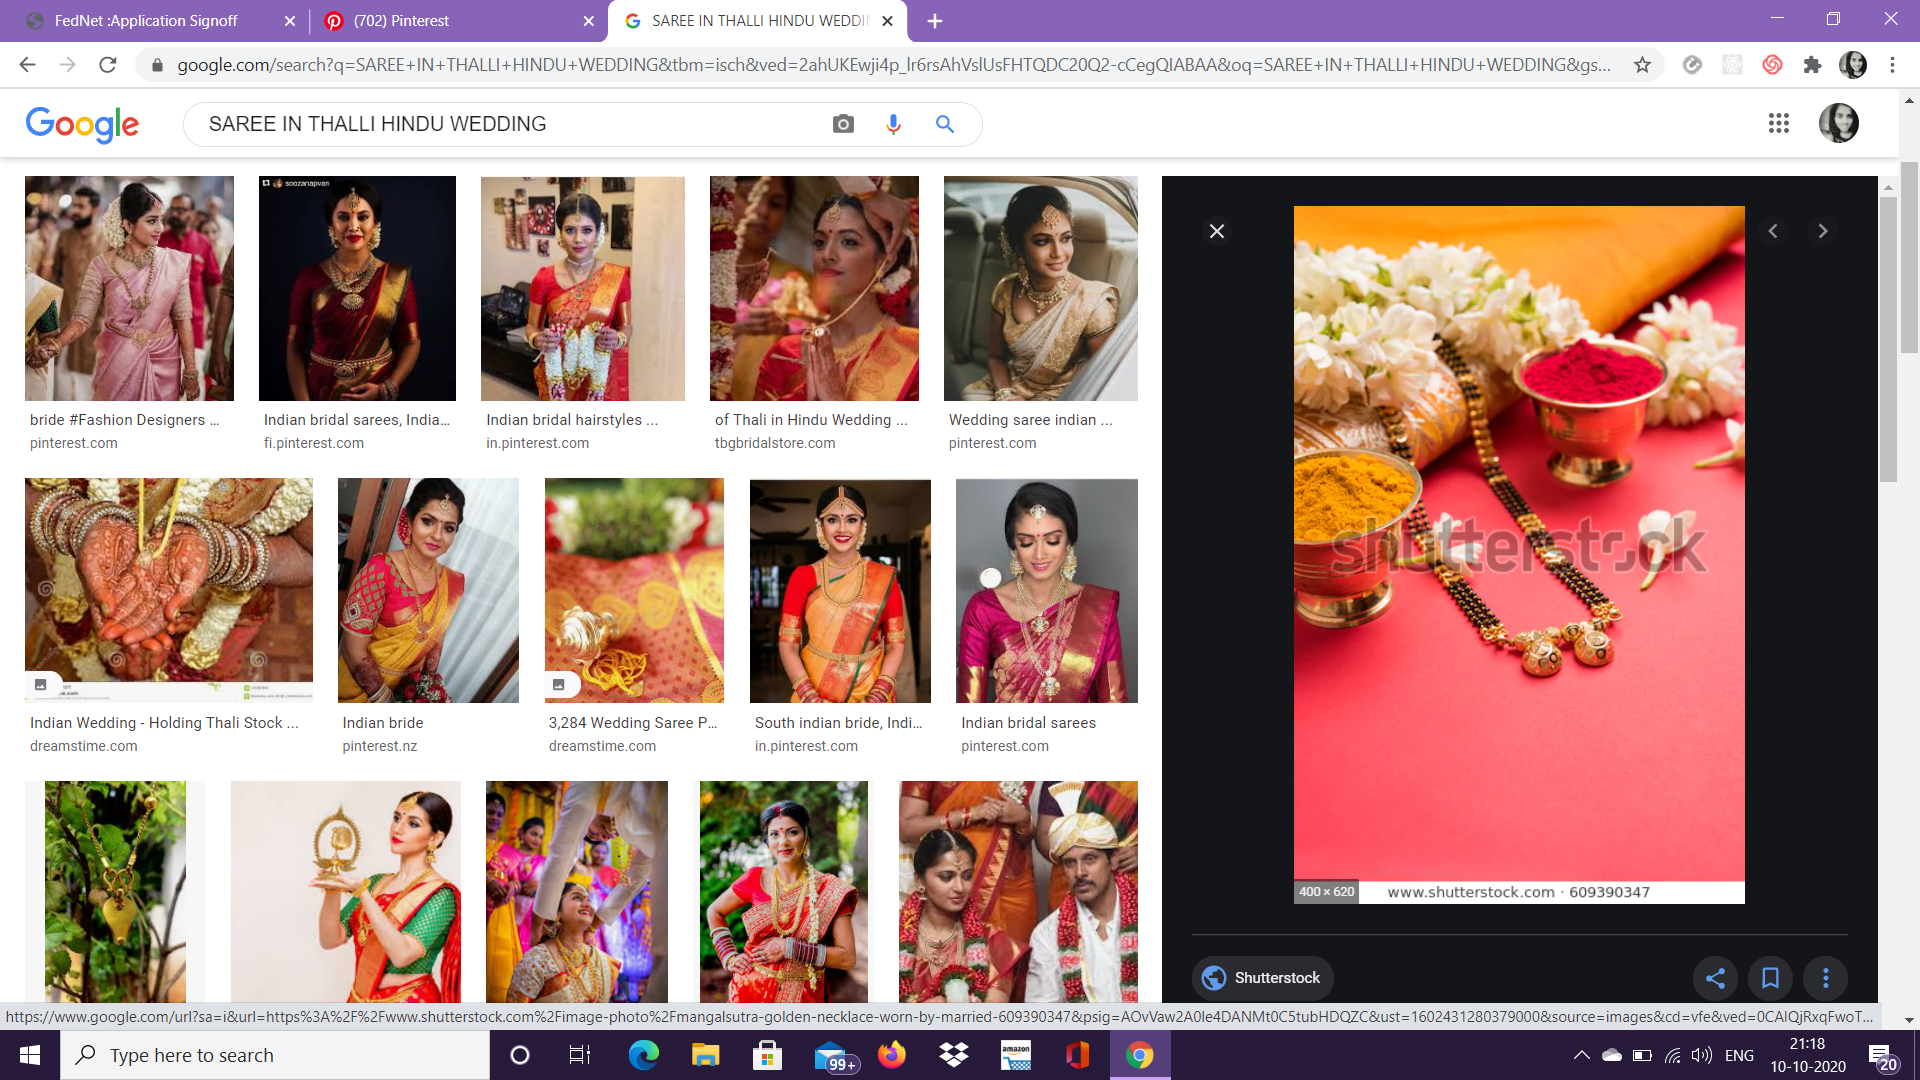 FedNet :Application Signoff
(702) Pinterest
SAREE IN THALLI HINDU WEDDIN
google.com/search?q=SAREE+IN+THALLI+HINDU+WEDDING&tbm=isch&ved=2ahUKEwji4p_lr6rsAhVslUsFHTQDC20Q2-cCegQIABAA&oq=SAREE+IN+THALLI+HINDU+WEDDING&gs...
Google
SAREE IN THALLI HINDU WEDDING
soozanapvan
bride #Fashion Designers ...
pinterest.com
Indian bridal sarees, India...
fi.pinterest.com
Indian bridal hairstyles ...
in.pinterest.com
of Thali in Hindu Wedding ...
tbgbridalstore.com
Wedding saree indian ...
pinterest.com
Indian Wedding - Holding Thali Stock ...
dreamstime.com
Indian bride
pinterest.nz
3,284 Wedding Saree P...
dreamstime.com
South indian bride, Indi...
in.pinterest.com
Indian bridal sarees
pinterest.com
shutterstock
400 × 620
www.shutterstock.com · 609390347
Shutterstock
https://www.google.com/url?sa=i&url=https%3A%2F%2Fwww.shutterstock.com%2Fimage-photo%2Fmangalsutra-golden-necklace-worn-by-married-609390347&psig=AOvVaw2A0Ie4DANMt0C5tubHDQZC&ust=1602431280379000&source=images&cd=vfe&ved=0CAIQjRxqFwoT...
Type here to search
99+
amazon
ENG
21:18
10-10-2020
20